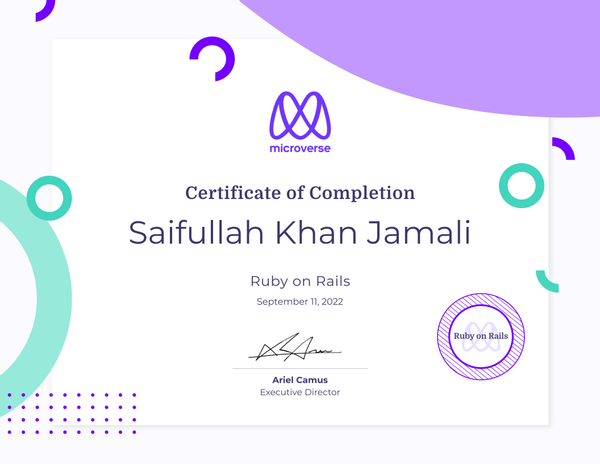 microverse
Certificate of Completion
Saifullah Khan Jamali
Ruby on Rails
September 11, 2022
Ruby on Rails
Ariel Camus
Executive Director